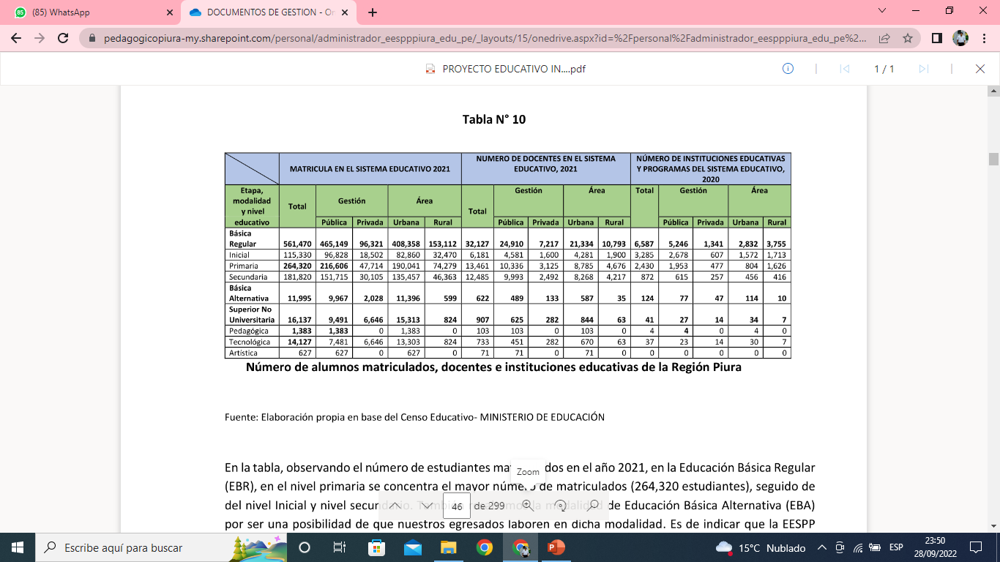 (85) WhatsApp
DOCUMENTOS DE GESTION - On
pedagogicopiura-my.sharepoint.com/personal/administrador_eespppiura_edu_pe/_layouts/15/onedrive.aspx?id=%2Fpersonal%2Fadministrador_eespppiura_edu_pe%2...
PROYECTO EDUCATIVO IN....pdf
1 / 1
Tabla N° 10
MATRICULA EN EL SISTEMA EDUCATIVO 2021 NUMERO DE DOCENTES EN EL SISTEMA EDUCATIVO, 2021 NÚMERO DE INSTITUCIONES EDUCATIVAS Y PROGRAMAS DEL SISTEMA EDUCATIVO, 2020
Etapa, modalidad y nivel educativo Total Gestión Área Total Gestión Área Total Gestión Área
Pública Privada Urbana Rural Pública Privada Urbana Rural Pública Privada Urbana Rural
Básica Regular 561,470 465,149 96,321 408,358 153,112 32,127 24,910 7,217 21,334 10,793 6,587 5,246 1,341 2,832 3,755
Inicial 115,330 96,828 18,502 82,860 32,470 6,181 4,581 1,600 4,281 1,900 3,285 2,678 607 1,572 1,713
Primaria 264,320 216,606 47,714 190,041 74,279 13,461 10,336 3,125 8,785 4,676 2,430 1,953 477 804 1,626
Secundaria 181,820 151,715 30,105 135,457 46,363 12,485 9,993 2,492 8,268 4,217 872 615 257 456 416
Básica Alternativa 11,995 9,967 2,028 11,396 599 622 489 133 587 35 124 77 47 114 10
Superior No Universitaria 16,137 9,491 6,646 15,313 824 907 625 282 844 63 41 27 14 34 7
Pedagógica 1,383 1,383 0 1,383 0 103 103 0 103 0 4 4 0 4 0
Tecnológica 14,127 7,481 6,646 13,303 824 733 451 282 670 63 37 23 14 30 7
Artística 627 627 0 627 0 71 71 0 71 0 0 0 0 0 0
Número de alumnos matriculados, docentes e instituciones educativas de la Región Piura
Fuente: Elaboración propia en base del Censo Educativo- MINISTERIO DE EDUCACIÓN
En la tabla, observando el número de estudiantes ma dos en el año 2021, en la Educación Básica Regular
Zoom
(EBR), en el nivel primaria se concentra el mayor número de matriculados (264,320 estudiantes), seguido de
del nivel Inicial y nivel secundario. También la modalidad de Educación Básica Alternativa (EBA)
46 de 299
por ser una posibilidad de que nuestros egresados laboren en dicha modalidad. Es de indicar que la EESPP
Escribe aquí para buscar
15°C Nublado
ESP
23:50
28/09/2022